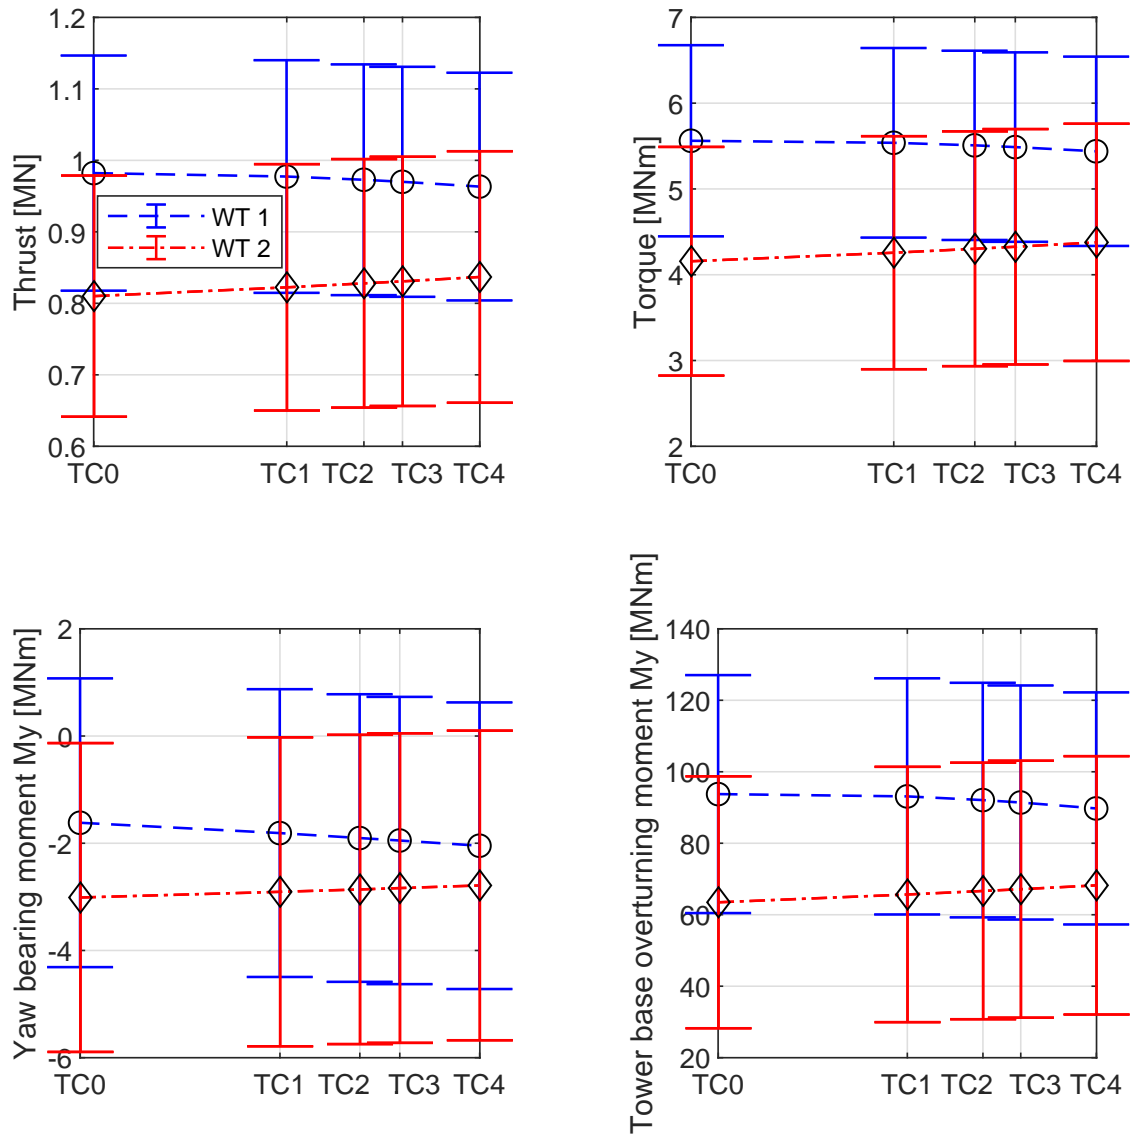 Thrust [MN]
1.2
1.1
1
0.9
0.8
0.7
0.6
WT 1
WT 2
TC0
TC1
TC2
TC3
TC4
Torque [MNm]
7
6
5
4
3
2
TC0
TC1
TC2
TC3
TC4
Yaw bearing moment My [MNm]
2
0
-2
-4
-6
TC0
TC1
TC2
TC3
TC4
Tower base overturning moment My [MNm]
140
120
100
80
60
40
20
TC0
TC1
TC2
TC3
TC4